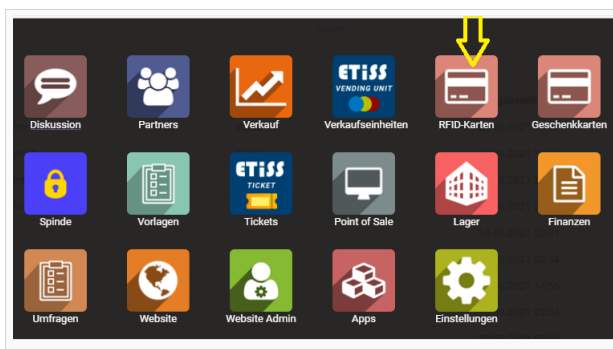 ETiSS
VENDING UNIT
Diskussion
Partners
Verkauf
Verkaufseinheiten
RFID-Karten
Geschenkkarten
ETiSS
TICKET
Spinde
Vorlagen
Tickets
Point of Sale
Lager
Finanzen
Umfragen
Website
Website Admin
Apps
Einstellungen